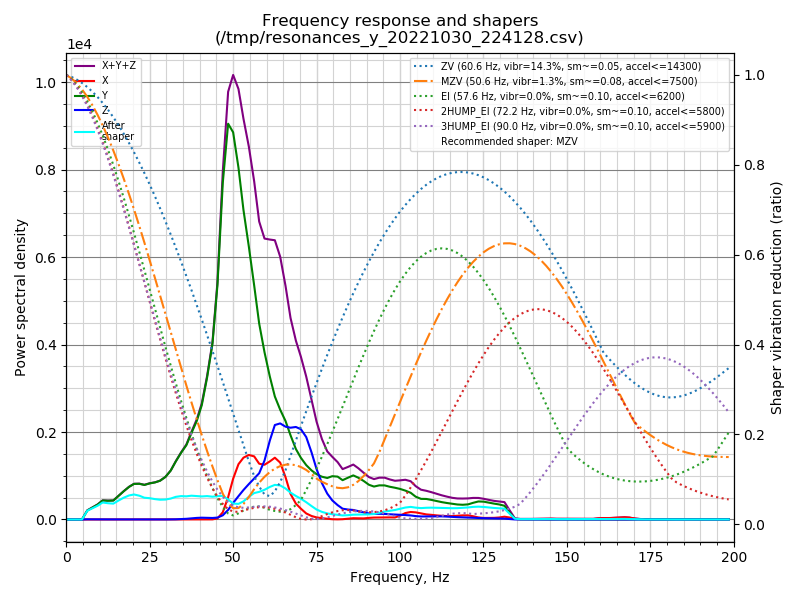 Frequency response and shapers
(/tmp/resonances_y_20221030_224128.csv)
1e4
X+Y+Z
X
Y
Z
After
shaper
ZV (60.6 Hz, vibr=14.3%, sm~=0.05, accel<=14300)
MZV (50.6 Hz, vibr=1.3%, sm~=0.08, accel<=7500)
EI (57.6 Hz, vibr=0.0%, sm~=0.10, accel<=6200)
2HUMP_EI (72.2 Hz, vibr=0.0%, sm~=0.10, accel<=5800)
3HUMP_EI (90.0 Hz, vibr=0.0%, sm~=0.10, accel<=5900)
Recommended shaper: MZV
1.0
0.8
0.6
0.4
0.2
0.0
Power spectral density
1.0
0.8
0.6
0.4
0.2
0.0
Shaper vibration reduction (ratio)
0 25 50 75 100 125 150 175 200
Frequency, Hz